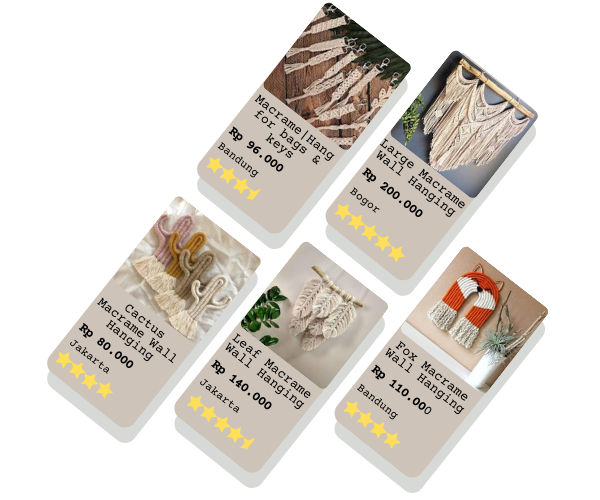 Macrame|Hang
for bags &
keys
Rp 96.000
Bandung
Large Macrame
Wall Hanging
Rp 200.000
Bogor
Cactus
Macrame Wall
Hanging
Rp 80.000
Jakarta
Leaf Macrame
Wall Hanging
Rp 140.000
Jakarta
Fox Macrame
Wall Hanging
Rp 110.000
Bandung